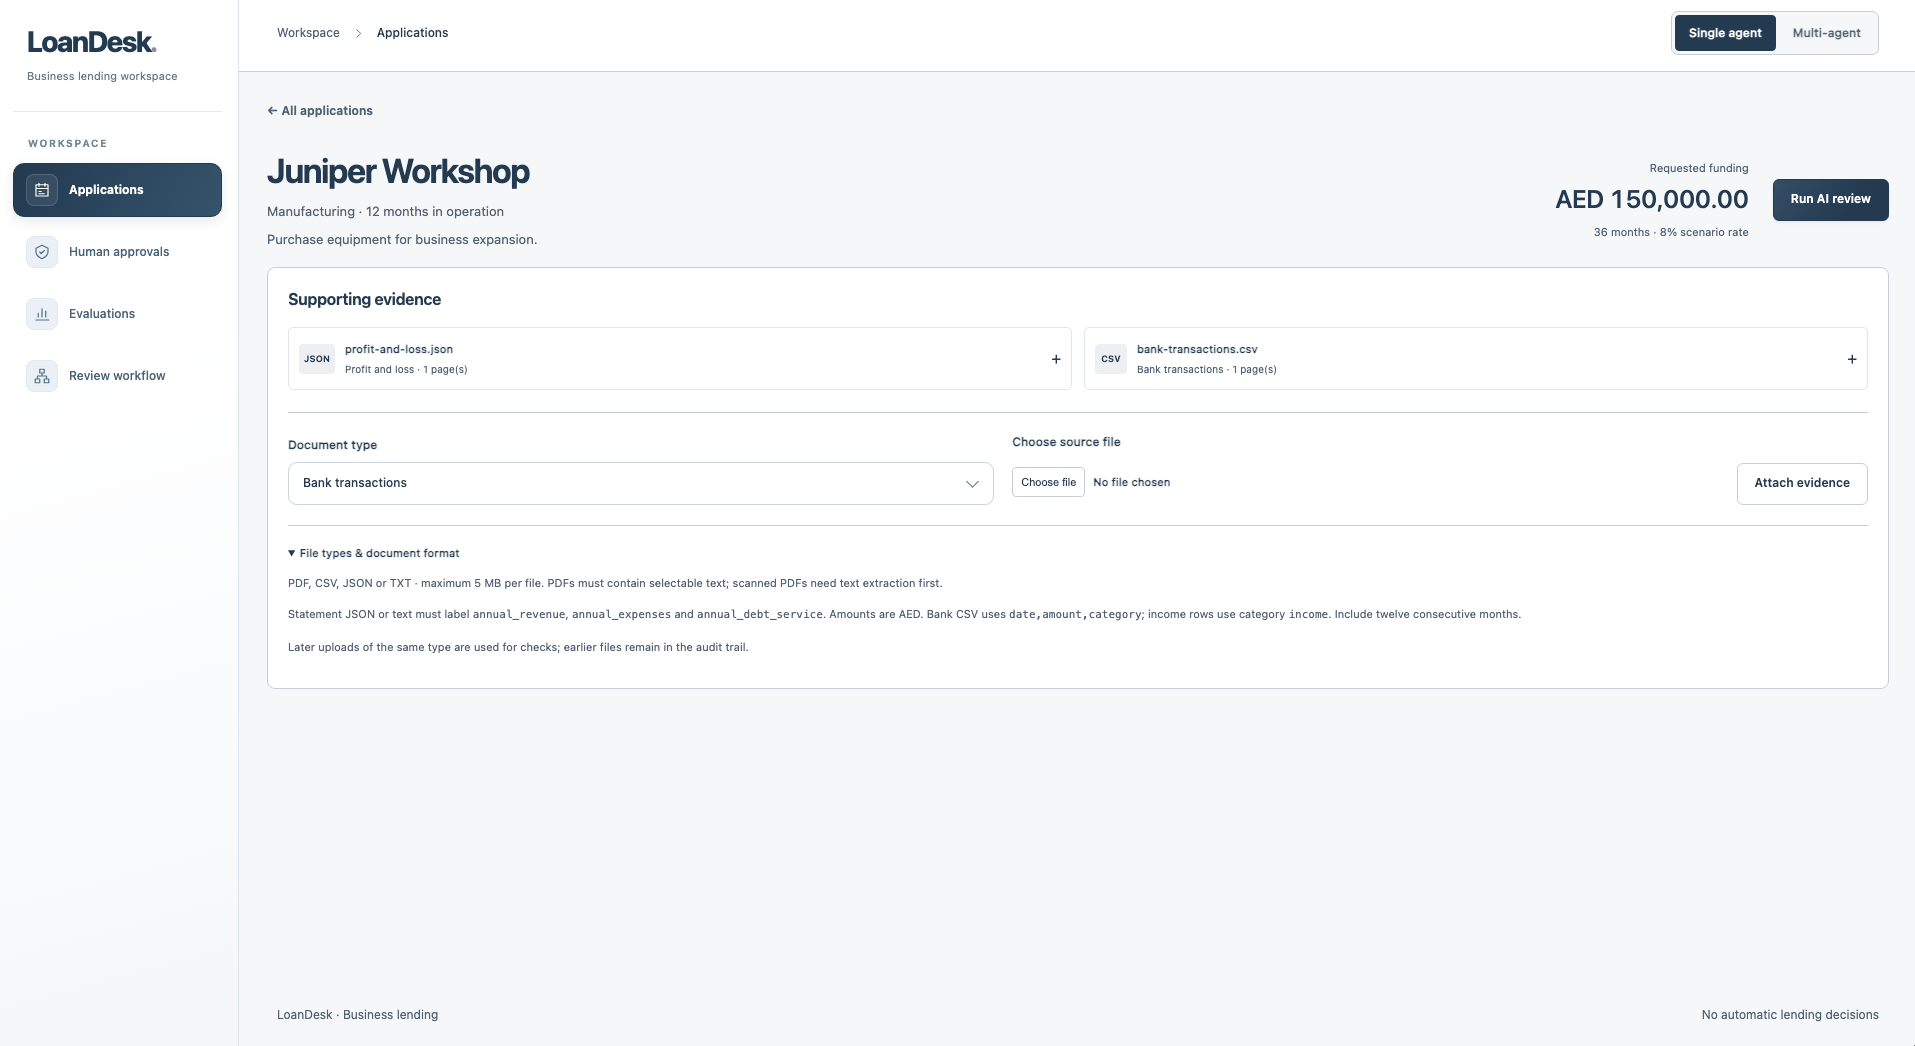 LoanDesk.
Business lending workspace
WORKSPACE
Applications
Human approvals
Evaluations
Review workflow
Workspace > Applications
Single agent Multi-agent
← All applications
Juniper Workshop
Manufacturing · 12 months in operation
Purchase equipment for business expansion.
Requested funding
AED 150,000.00
36 months · 8% scenario rate
Run AI review
Supporting evidence
JSON
profit-and-loss.json
Profit and loss · 1 page(s)
+
CSV
bank-transactions.csv
Bank transactions · 1 page(s)
+
Document type
Bank transactions
Choose source file
Choose file No file chosen
Attach evidence
▼ File types & document format
PDF, CSV, JSON or TXT · maximum 5 MB per file. PDFs must contain selectable text; scanned PDFs need text extraction first.
Statement JSON or text must label annual_revenue, annual_expenses and annual_debt_service. Amounts are AED. Bank CSV uses date,amount,category; income rows use category income. Include twelve consecutive months.
Later uploads of the same type are used for checks; earlier files remain in the audit trail.
LoanDesk · Business lending
No automatic lending decisions